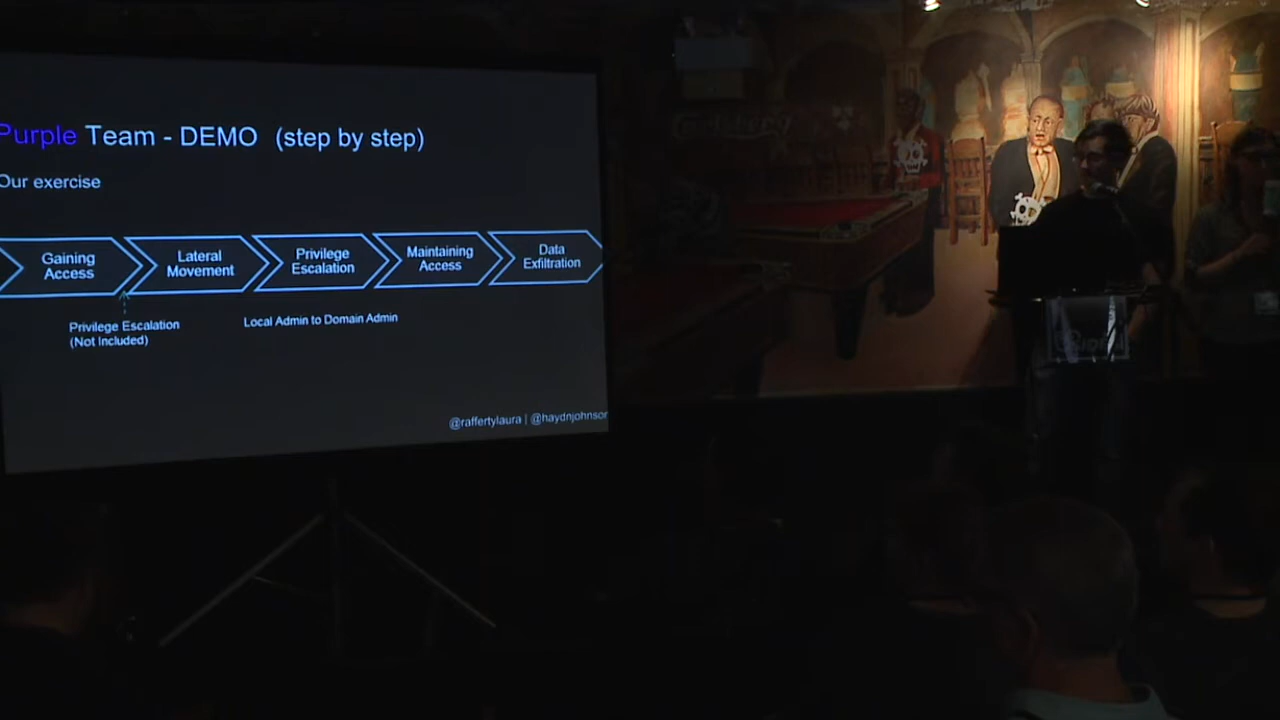 Purple Team - DEMO (step by step)
Our exercise
Gaining
Access
Lateral
Movement
Privilege
Escalation
Maintaining
Access
Data
Exfiltration
Privilege Escalation
(Not Included)
Local Admin to Domain Admin
@raffertylaura | @haydnjohnson
Carlsberg